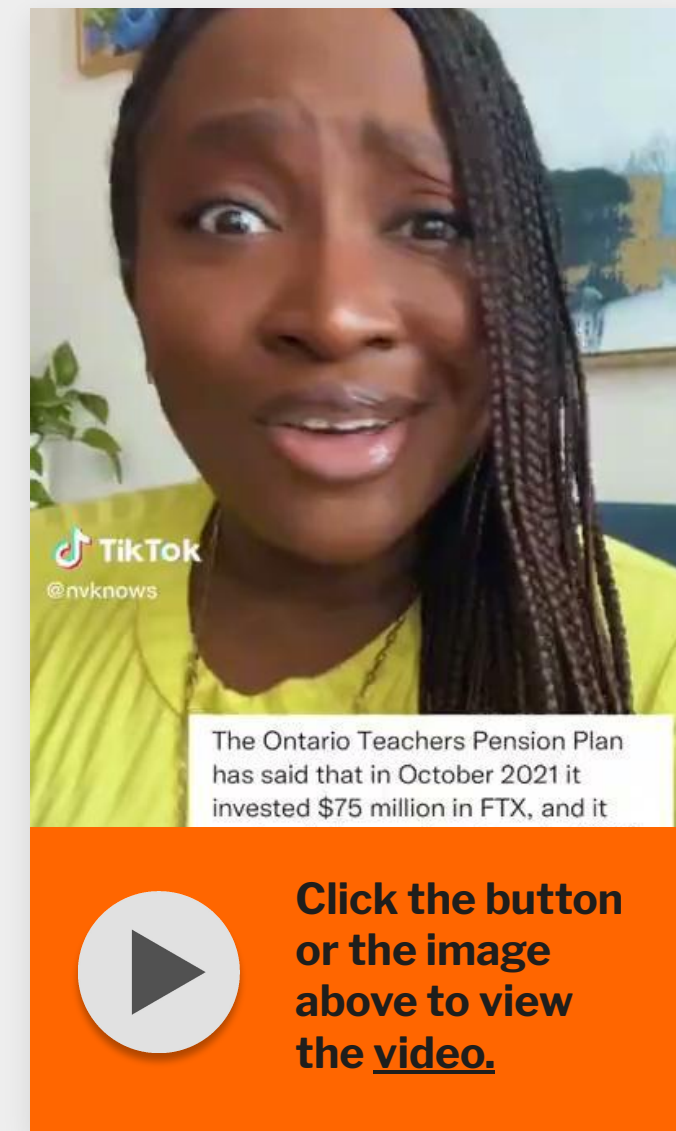 TikTok
@nvknows
The Ontario Teachers Pension Plan
has said that in October 2021 it
invested $75 million in FTX, and it
Click the button
or the image
above to view
the video.